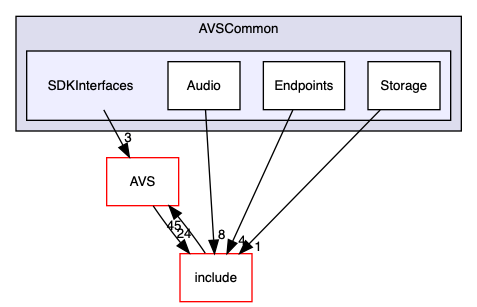 AVSCommon
SDKInterfaces
Audio
Endpoints
Storage
3
AVS
45
24
8
4
1
include